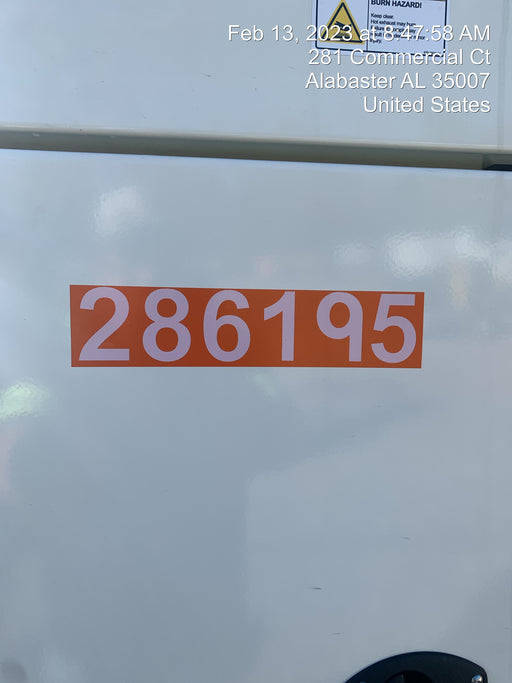 BURN HAZARD!
Keep clear.
Hot exhaust may burn.
Feb 13, 2023 at 8:47:58 AM
281 Commercial Ct
Alabaster AL 35007
United States
286195